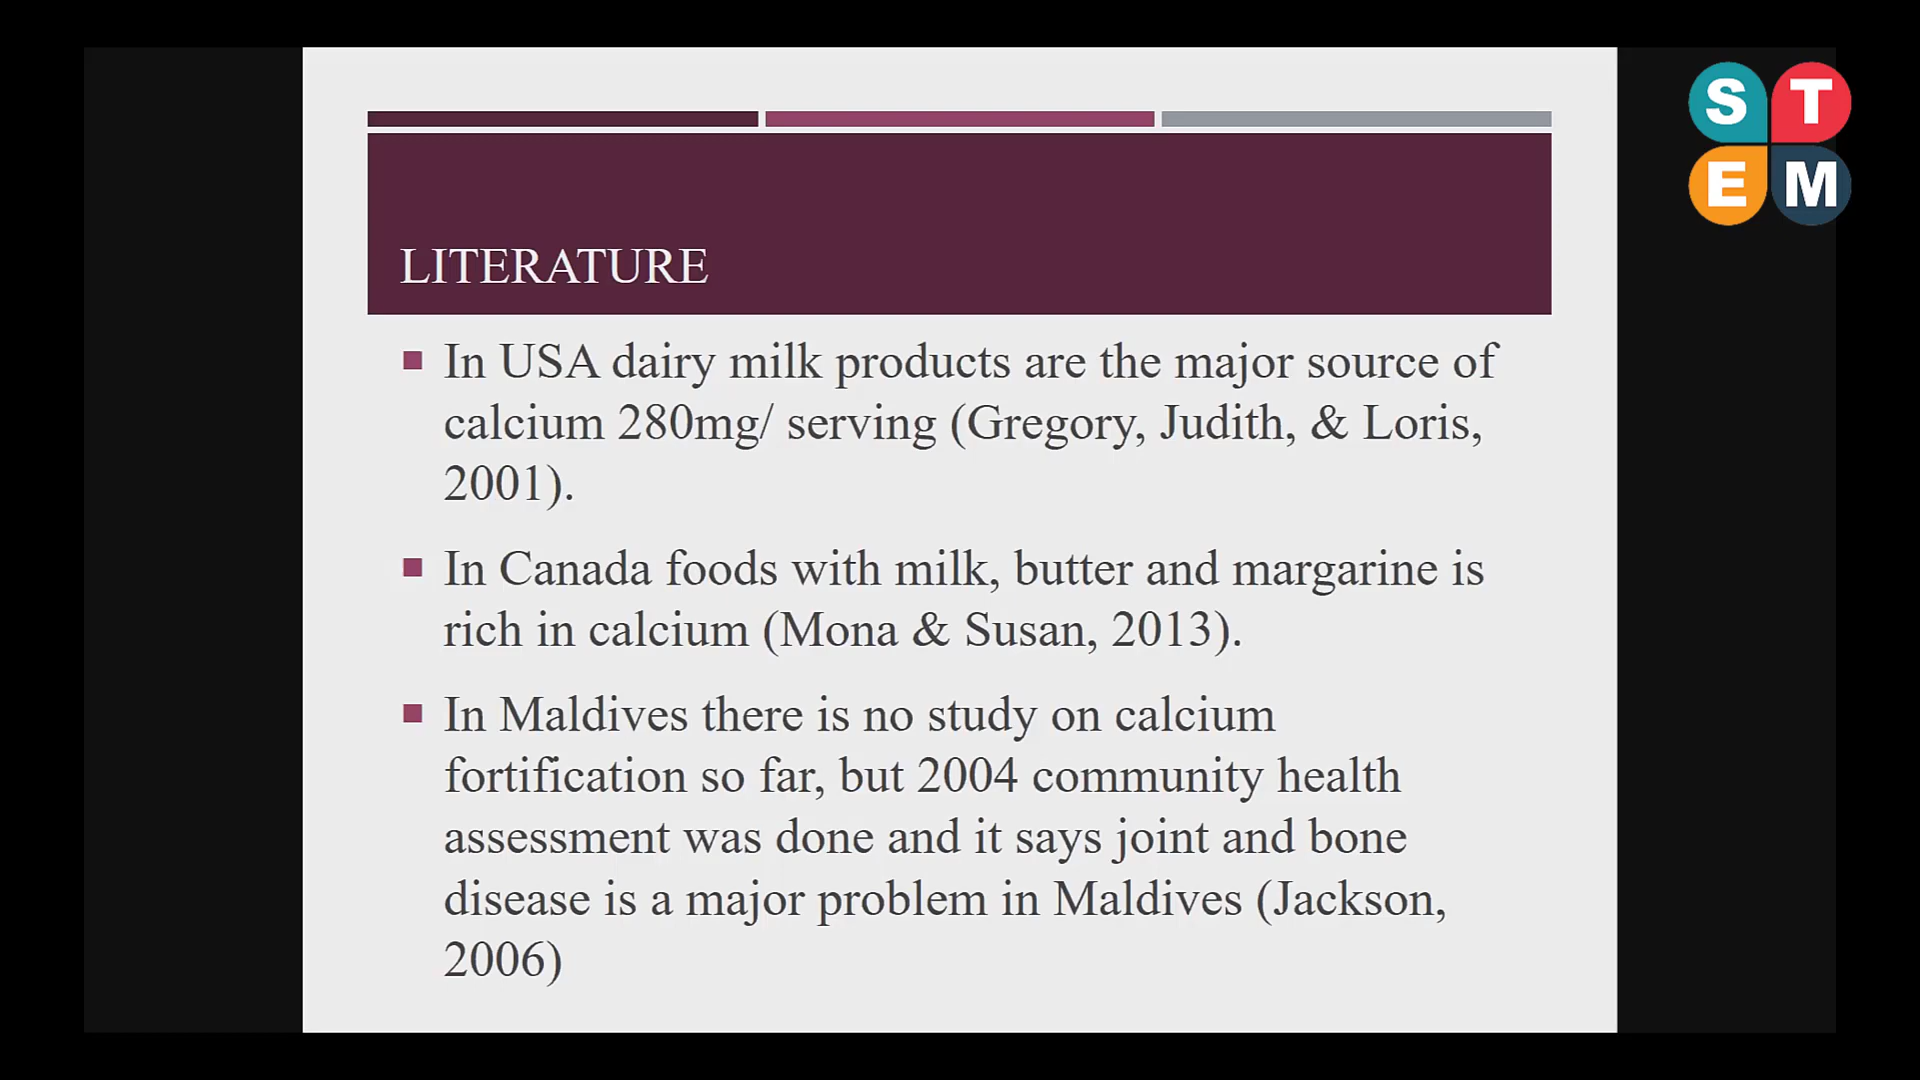 S T
E M
LITERATURE
In USA dairy milk products are the major source of
calcium 280mg/ serving (Gregory, Judith, & Loris,
2001).
In Canada foods with milk, butter and margarine is
rich in calcium (Mona & Susan, 2013).
In Maldives there is no study on calcium
fortification so far, but 2004 community health
assessment was done and it says joint and bone
disease is a major problem in Maldives (Jackson,
2006)